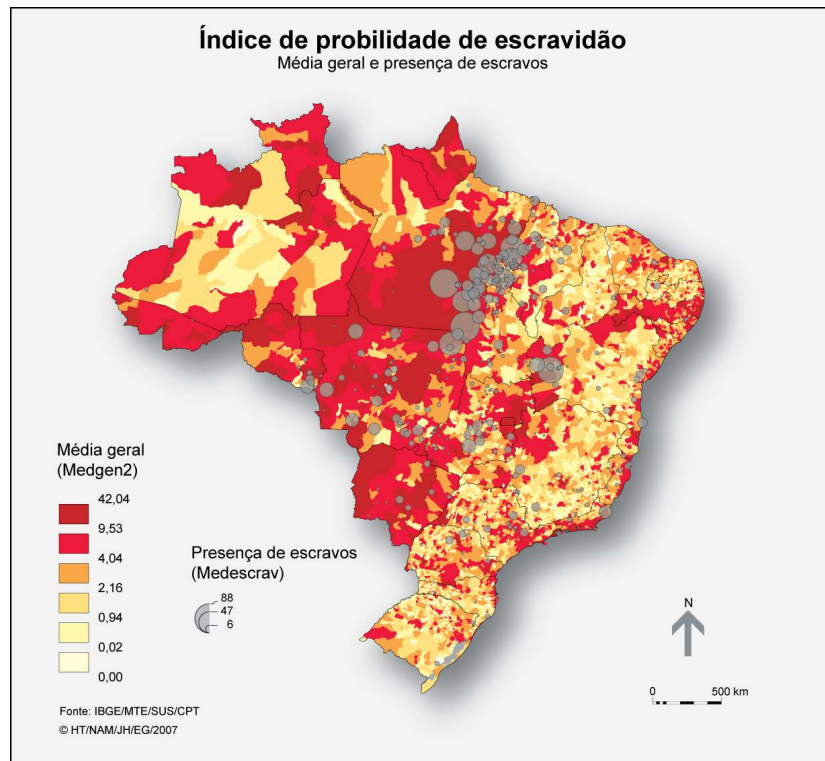 Índice de probilidade de escravidão
Média geral e presença de escravos
Média geral
(Medgen2)
42,04
9,53
4,04
2,16
0,94
0,02
0,00
Presença de escravos
(Medescrav)
88
47
6
N
0 500 km
Fonte: IBGE/MTE/SUS/CPT
© HT/NAM/JH/EG/2007